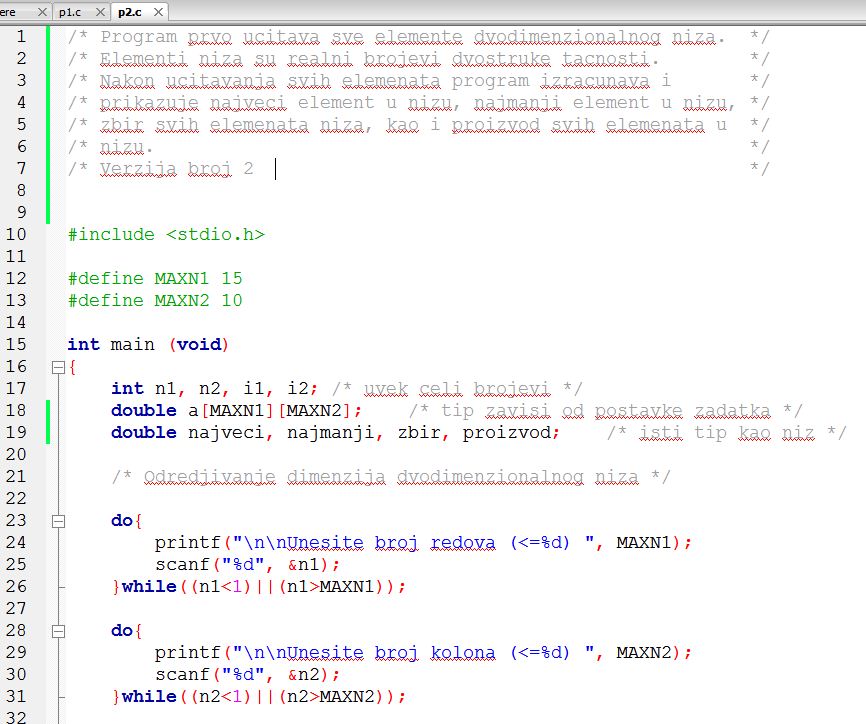 ere p1.c p2.c
1 /* Program prvo ucitava sve elemente dvodimenzionalnog niza. */
2 /* Elementi niza su realni brojevi dvostruke tacnosti. */
3 /* Nakon ucitavanja svih elemenata program izracunava i */
4 /* prikazuje najveci element u nizu, najmanji element u nizu, */
5 /* zbir svih elemenata niza, kao i proizvod svih elemenata u */
6 /* nizu. */
7 /* Verzija broj 2 */
8
9
10 #include <stdio.h>
11
12 #define MAXN1 15
13 #define MAXN2 10
14
15 int main (void)
16 {
17 int n1, n2, i1, i2; /* uvek celi brojevi */
18 double a[MAXN1][MAXN2]; /* tip zavisi od postavke zadatka */
19 double najveci, najmanji, zbir, proizvod; /* isti tip kao niz */
20
21 /* Odredjivanje dimenzija dvodimenzionalnog niza */
22
23 do{
24 printf("\n\nUnesite broj redova (<=%d) ", MAXN1);
25 scanf("%d", &n1);
26 }while((n1<1)||(n1>MAXN1));
27
28 do{
29 printf("\n\nUnesite broj kolona (<=%d) ", MAXN2);
30 scanf("%d", &n2);
31 }while((n2<1)||(n2>MAXN2));
32